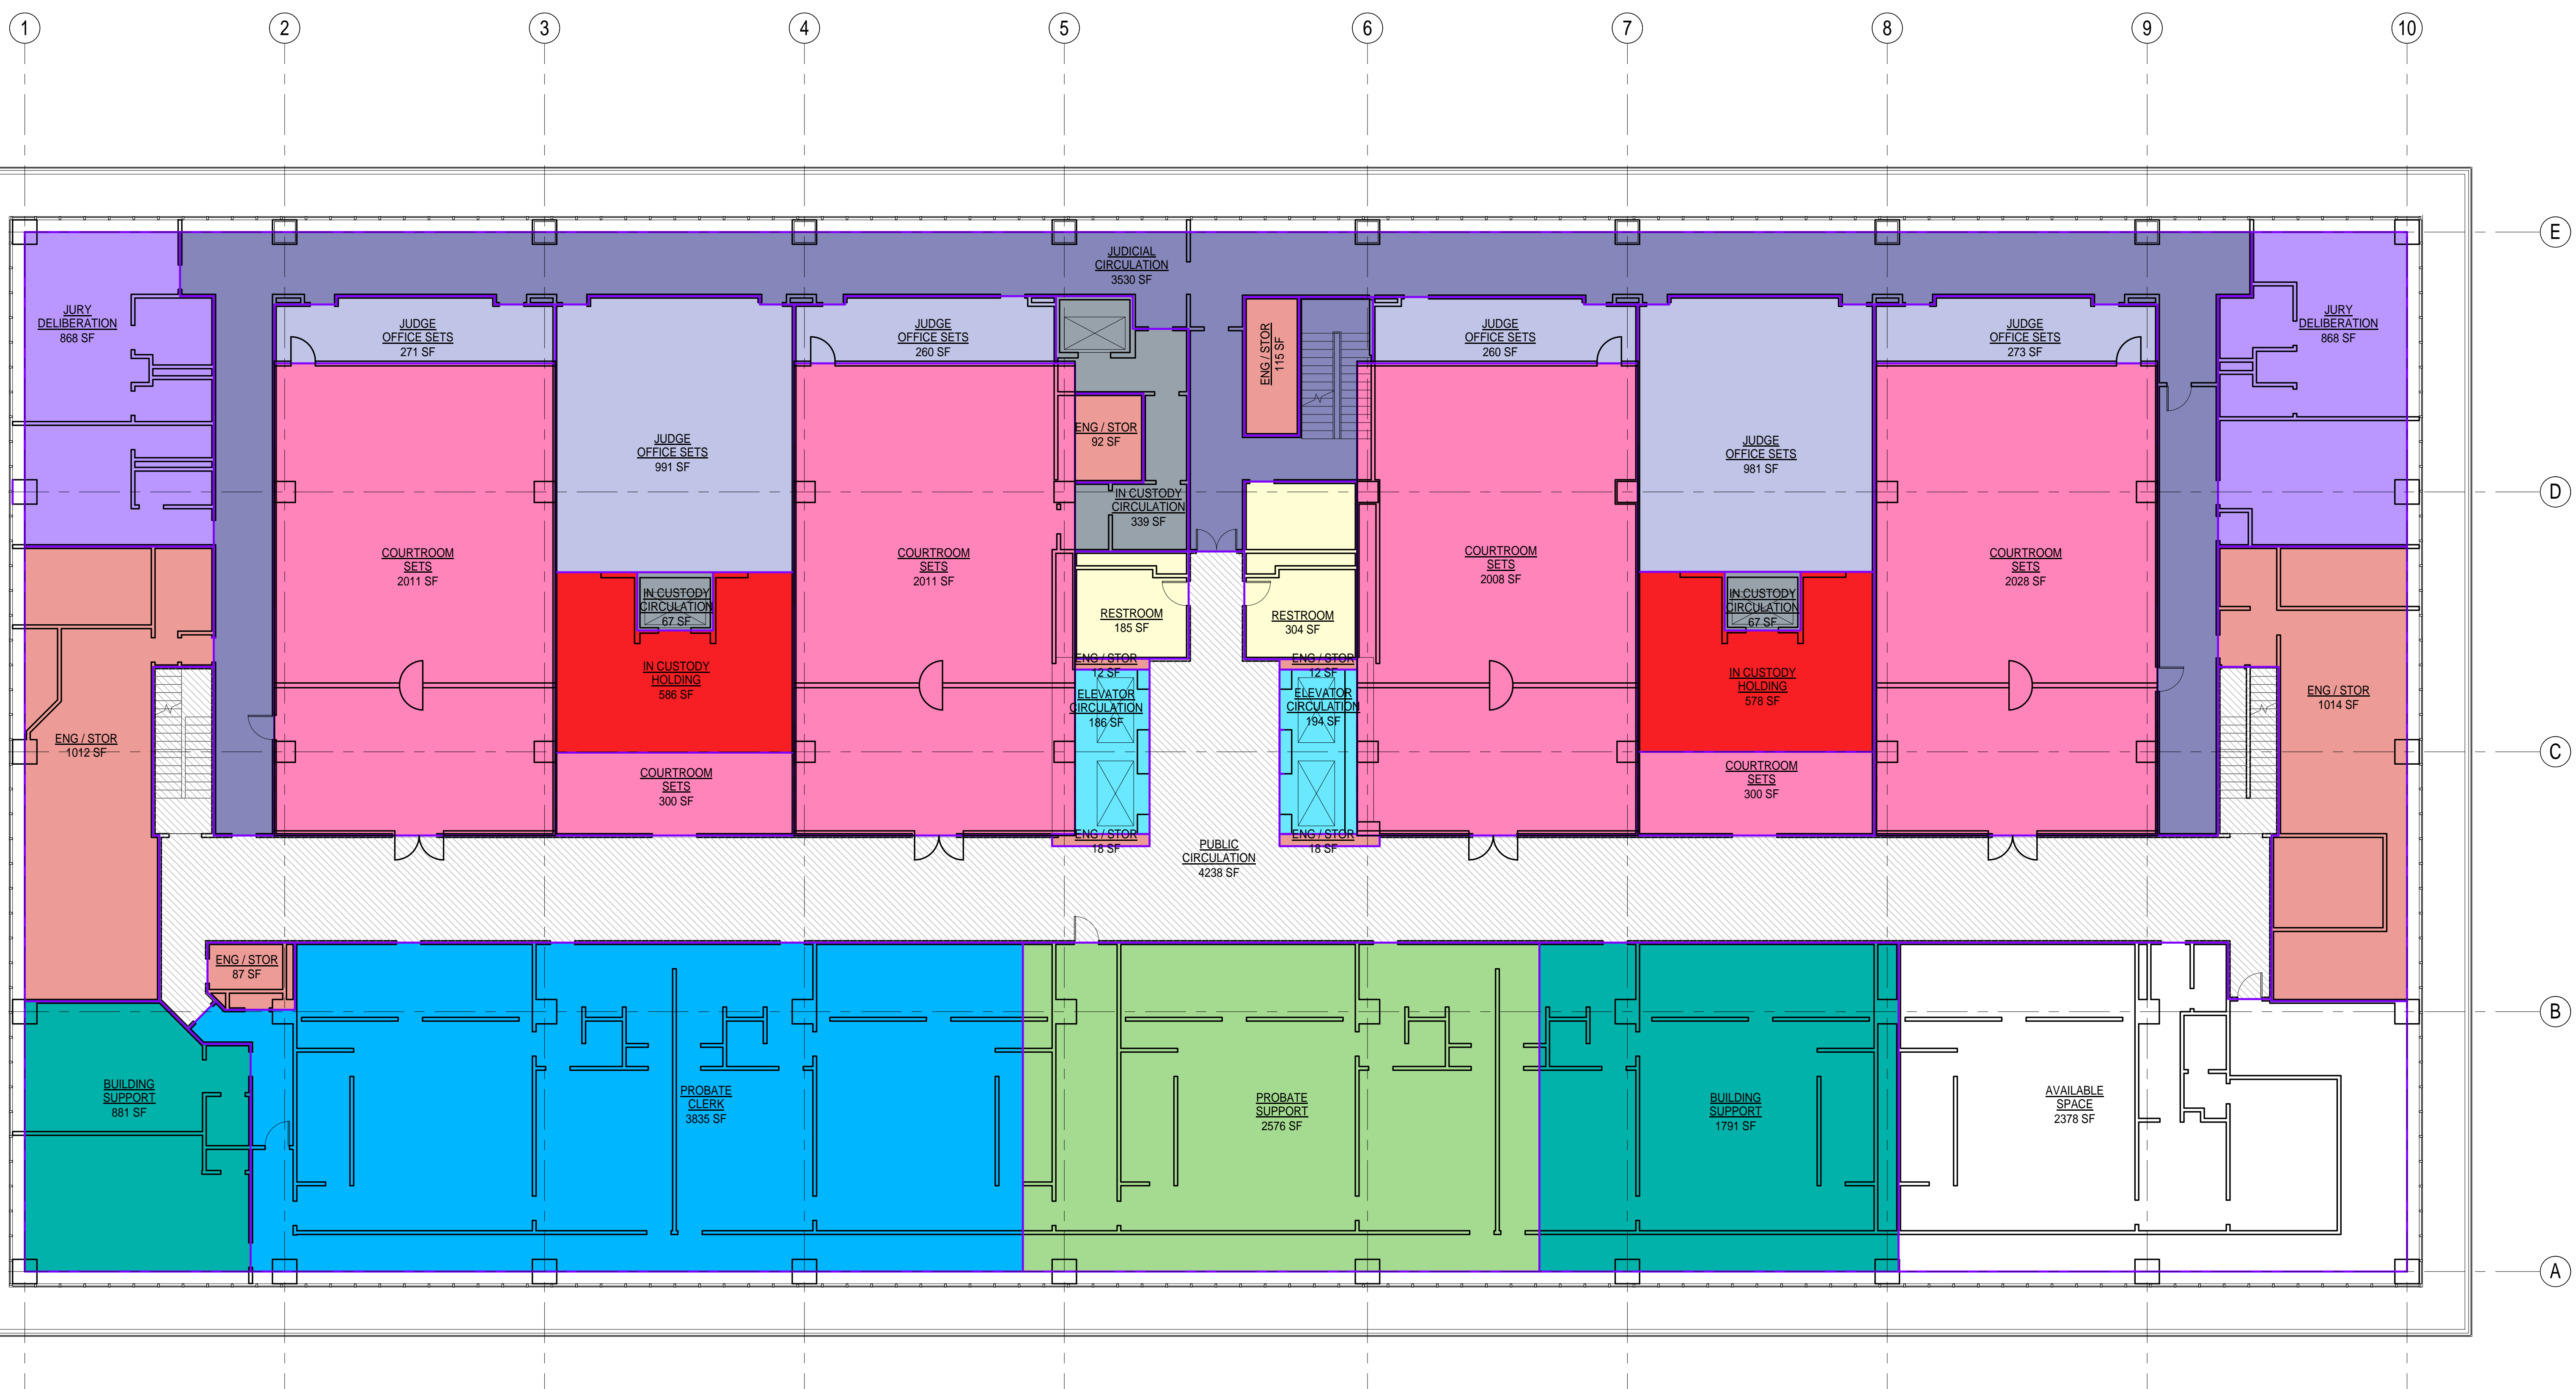 1
2
3
4
5
6
7
8
9
10
E
JUDICIAL
CIRCULATION
3530 SF
JURY
DELIBERATION
868 SF
JUDGE
OFFICE SETS
271 SF
JUDGE
OFFICE SETS
260 SF
ENG / STOR
115 SF
JUDGE
OFFICE SETS
260 SF
JUDGE
OFFICE SETS
273 SF
JURY
DELIBERATION
868 SF
JUDGE
OFFICE SETS
991 SF
ENG / STOR
92 SF
JUDGE
OFFICE SETS
981 SF
D
IN CUSTODY
CIRCULATION
339 SF
COURTROOM
SETS
2011 SF
COURTROOM
SETS
2011 SF
COURTROOM
SETS
2008 SF
COURTROOM
SETS
2028 SF
IN CUSTODY
CIRCULATION
67 SF
RESTROOM
185 SF
RESTROOM
304 SF
IN CUSTODY
CIRCULATION
67 SF
IN CUSTODY
HOLDING
586 SF
ENG / STOR
12 SF
ENG / STOR
12 SF
IN CUSTODY
HOLDING
578 SF
ELEVATOR
CIRCULATION
186 SF
ELEVATOR
CIRCULATION
194 SF
ENG / STOR
1014 SF
ENG / STOR
1012 SF
C
COURTROOM
SETS
300 SF
COURTROOM
SETS
300 SF
ENG / STOR
18 SF
ENG / STOR
18 SF
PUBLIC
CIRCULATION
4238 SF
ENG / STOR
87 SF
B
BUILDING
SUPPORT
881 SF
PROBATE
CLERK
3835 SF
PROBATE
SUPPORT
2576 SF
BUILDING
SUPPORT
1791 SF
AVAILABLE
SPACE
2378 SF
A